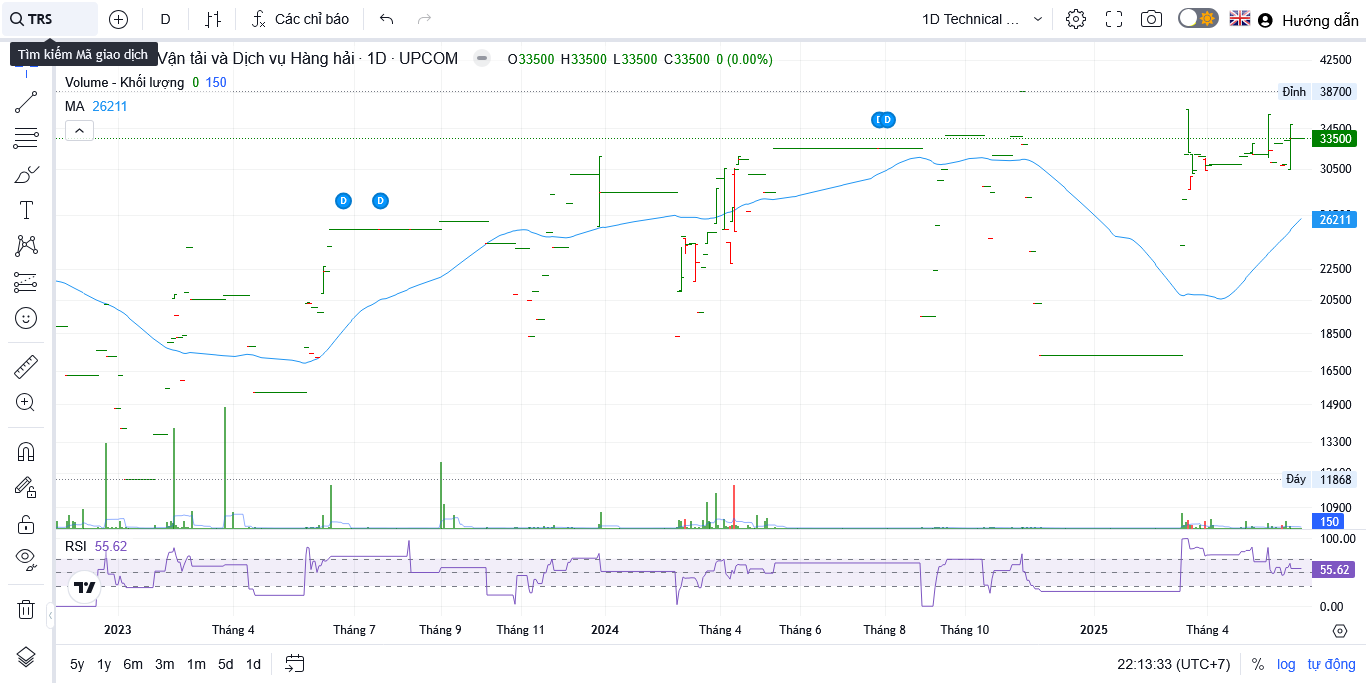 TRS
D
Các chỉ báo
1D Technical ...
Hướng dẫn
Tìm kiếm Mã giao dịch
Vận tải và Dịch vụ Hàng hải · 1D · UPCOM
O33500 H33500 L33500 C33500 0 (0.00%)
Volume - Khối lượng 0 150
MA 26211
42500
Đỉnh 38700
34500
33500
30500
26211
22500
20500
18500
16500
14900
13300
Đáy 11868
10900
150
D D
D
RSI 55.62
100.00
55.62
0.00
2023 Tháng 4 Tháng 7 Tháng 9 Tháng 11 2024 Tháng 4 Tháng 6 Tháng 8 Tháng 10 2025 Tháng 4
5y 1y 6m 3m 1m 5d 1d
22:13:33 (UTC+7) % log tự động